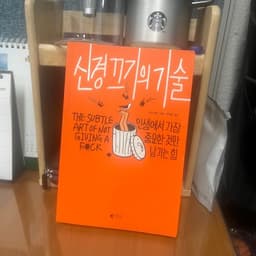 신경 끄기의 기술
THE SUBTLE
ART OF NOT
GIVING A
F*CK
인생에서 가장
중요한 것만
남기는 힘